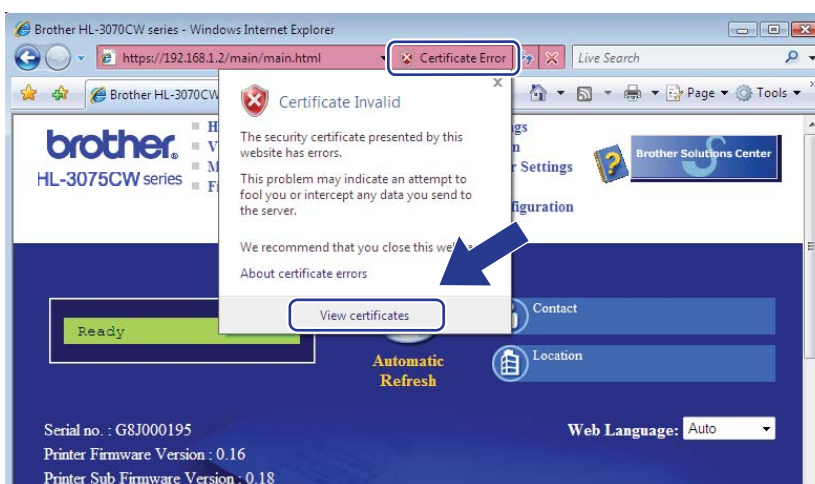 Brother HL-3070CW series - Windows Internet Explorer
https://192.168.1.2/main/main.html
Certificate Error
Live Search
Brother HL-3070CW
Page
Tools
Certificate Invalid
The security certificate presented by this
website has errors.
This problem may indicate an attempt to
fool you or intercept any data you send to
the server.
We recommend that you close this
About certificate errors
View certificates
brother.
HL-3075CW series
H
V
M
Fi
gs
n
r Settings
figuration
Brother Solutions Center
Ready
Automatic
Refresh
Contact
Location
Serial no. : G8J000195
Printer Firmware Version : 0.16
Printer Sub Firmware Version : 0.18
Web Language:
Auto